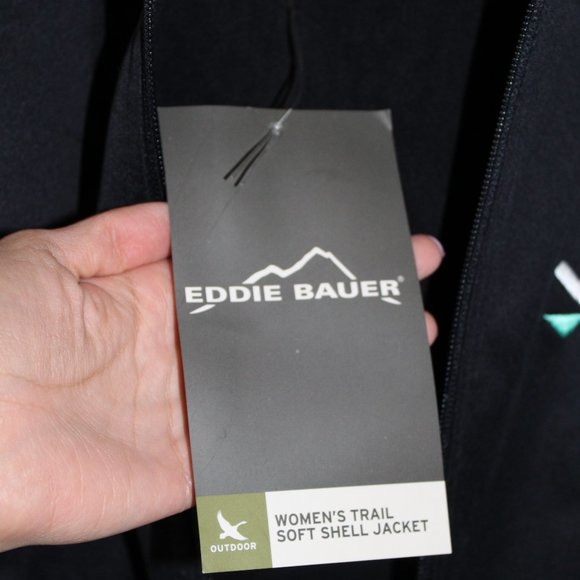 EDDIE BAUER®
OUTDOOR
WOMEN'S TRAIL
SOFT SHELL JACKET